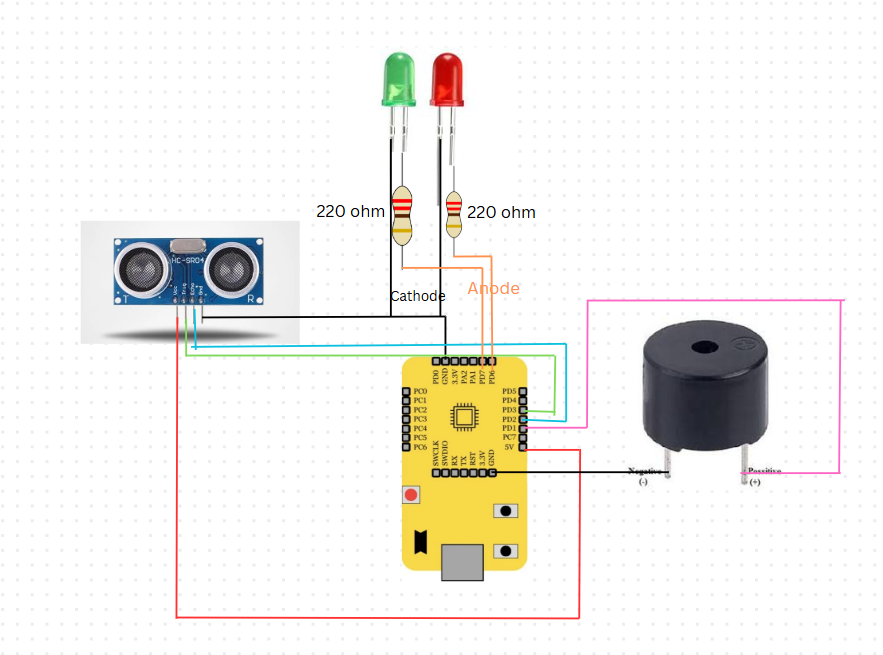 220 ohm
220 ohm
HC-SR04
Vcc
Trig
Echo
Gnd
T
R
Cathode
Anode
PD0
GND
3.3V
PA2
PA1
PD7
PD6
PC0
PC1
PC2
PC3
PC4
PC5
PC6
PD5
PD4
PD3
PD2
PD1
PC7
5V
SWCLK
SWDIO
RX
TX
RST
3.3V
GND
Negative
(-)
Possitive
(+)